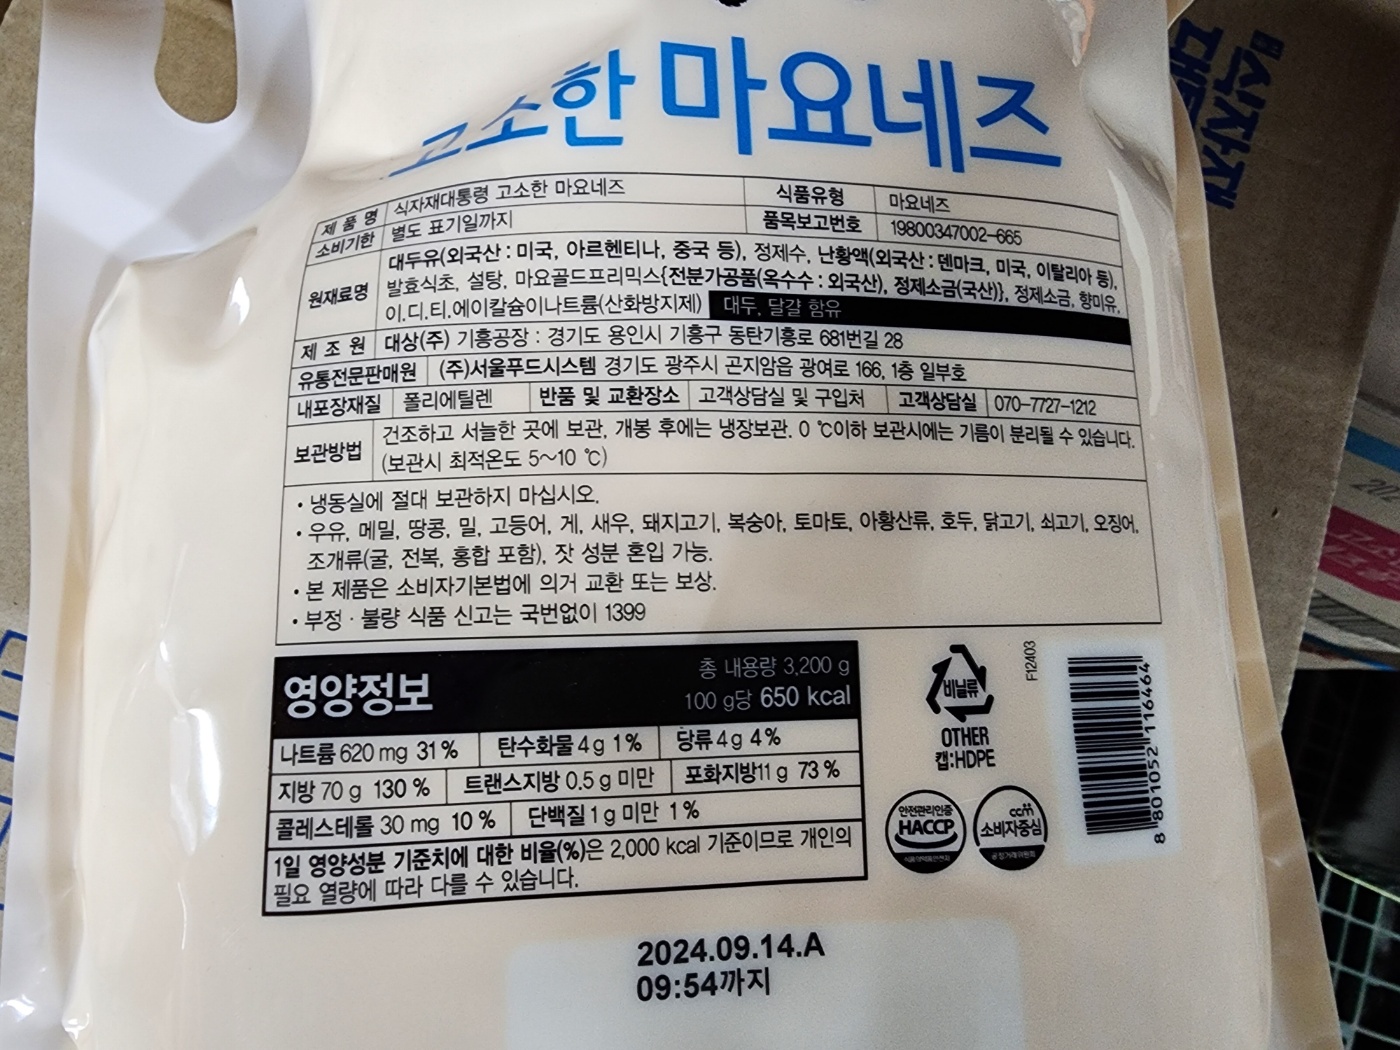 고소한 마요네즈
제 품 명 식자재대통령 고소한 마요네즈 식품유형 마요네즈
소비기한 별도 표기일까지 품목보고번호 19800347002-665
원재료명 대두유(외국산 : 미국, 아르헨티나, 중국 등), 정제수, 난황액(외국산 : 덴마크, 미국, 이탈리아 등),
발효식초, 설탕, 마요골드프리믹스{전분가공품(옥수수 : 외국산), 정제소금(국산)}, 정제소금, 향미유,
이.디.티.에이칼슘이나트륨(산화방지제) 대두, 달걀 함유
제 조 원 대상(주) 기흥공장 : 경기도 용인시 기흥구 동탄기흥로 681번길 28
유통전문판매원 (주)서울푸드시스템 경기도 광주시 곤지암읍 광여로 166, 1층 일부호
내포장재질 폴리에틸렌 반품 및 교환장소 고객상담실 및 구입처 고객상담실 070-7727-1212
보관방법 건조하고 서늘한 곳에 보관, 개봉 후에는 냉장보관. 0 ℃이하 보관시에는 기름이 분리될 수 있습니다.
(보관시 최적온도 5~10 ℃)
• 냉동실에 절대 보관하지 마십시오.
• 우유, 메밀, 땅콩, 밀, 고등어, 게, 새우, 돼지고기, 복숭아, 토마토, 아황산류, 호두, 닭고기, 쇠고기, 오징어,
조개류(굴, 전복, 홍합 포함), 잣 성분 혼입 가능.
• 본 제품은 소비자기본법에 의거 교환 또는 보상.
• 부정 · 불량 식품 신고는 국번없이 1399
영양정보 총 내용량 3,200 g
100 g당 650 kcal
나트륨 620 mg 31 % 탄수화물 4 g 1 % 당류 4 g 4 %
지방 70 g 130 % 트랜스지방 0.5 g 미만 포화지방 11 g 73 %
콜레스테롤 30 mg 10 % 단백질 1 g 미만 1 %
1일 영양성분 기준치에 대한 비율(%)은 2,000 kcal 기준이므로 개인의
필요 열량에 따라 다를 수 있습니다.
비닐류
OTHER
캡:HDPE
F12403
안전관리인증
HACCP
ccm
소비자중심
공정거래위원회
8 801052 116464
2024.09.14.A
09:54까지
식자재